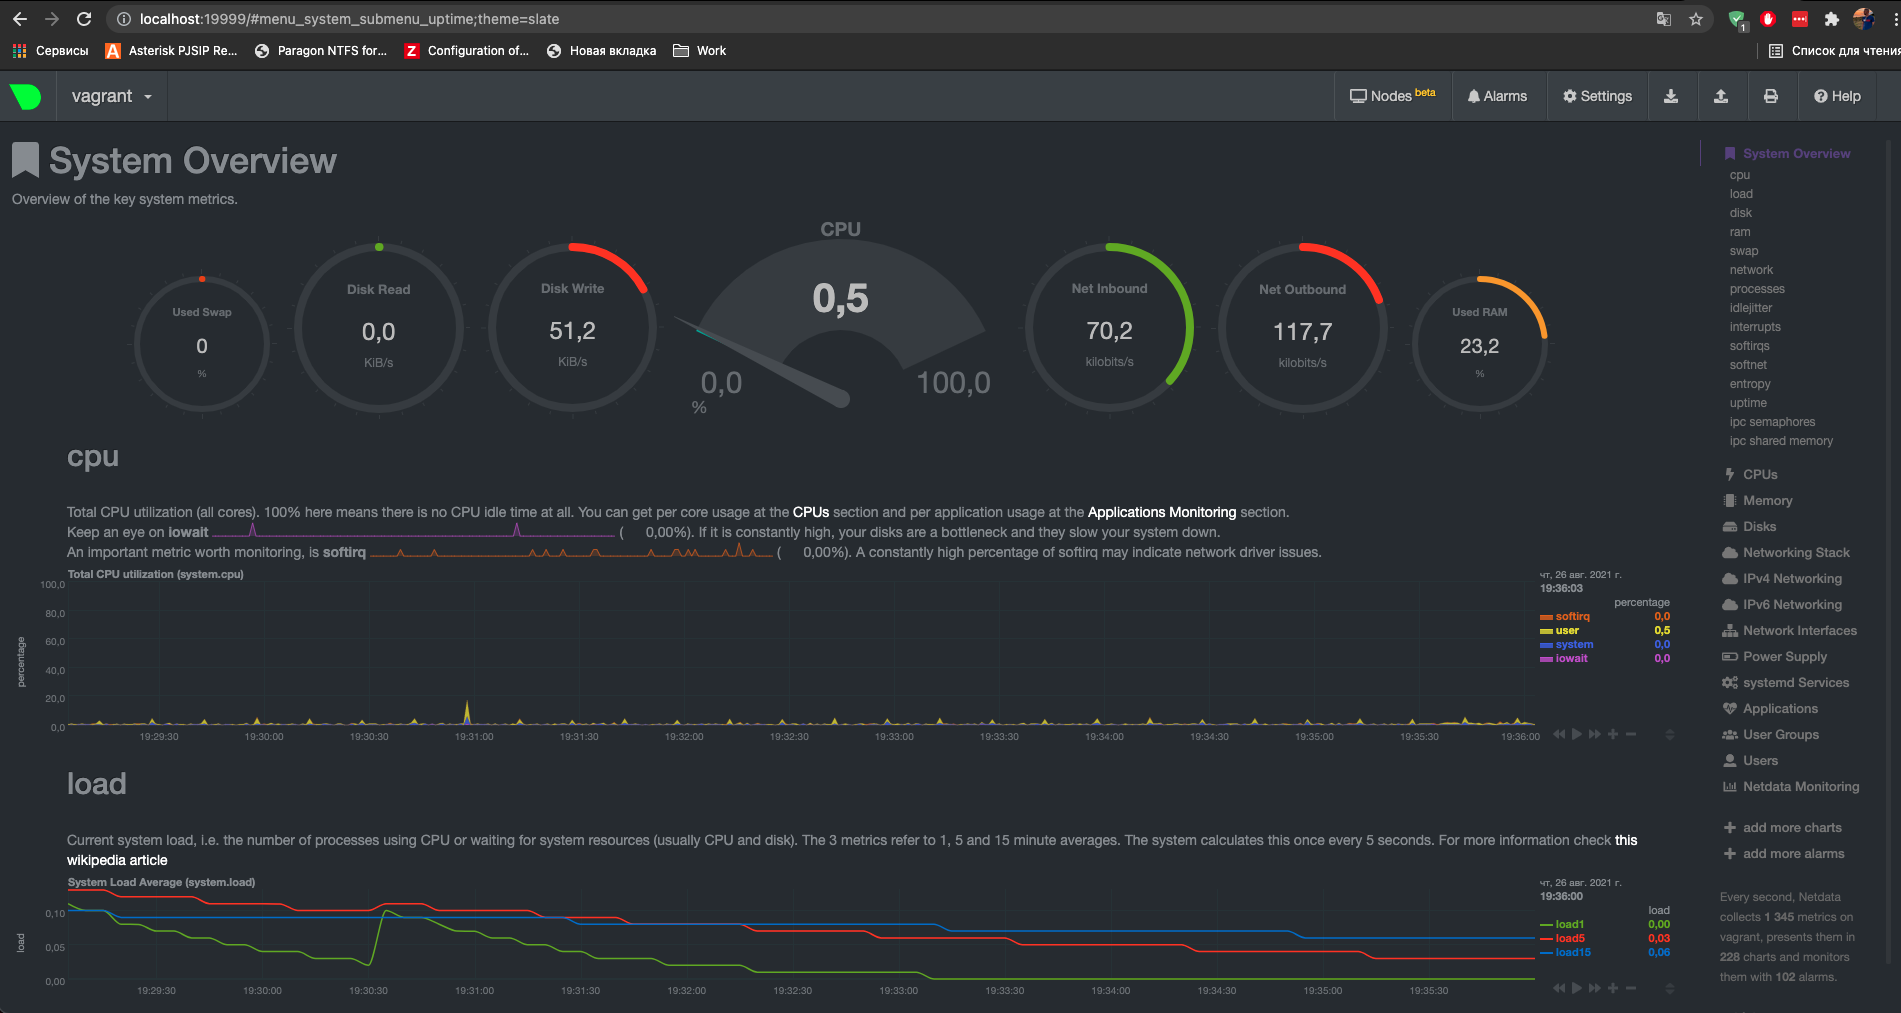 localhost:19999/#menu_system_submenu_uptime;theme=slate
1
Сервисы
Asterisk PJSIP Re...
Paragon NTFS for...
Configuration of...
Новая вкладка
Work
Список для чтения
vagrant
Nodes beta
Alarms
Settings
Help
System Overview
Overview of the key system metrics.
Used Swap
0
%
Disk Read
0,0
KiB/s
Disk Write
51,2
KiB/s
CPU
0,5
0,0
100,0
%
Net Inbound
70,2
kilobits/s
Net Outbound
117,7
kilobits/s
Used RAM
23,2
%
cpu
Total CPU utilization (all cores). 100% here means there is no CPU idle time at all. You can get per core usage at the CPUs section and per application usage at the Applications Monitoring section.
Keep an eye on iowait ( 0,00%). If it is constantly high, your disks are a bottleneck and they slow your system down.
An important metric worth monitoring, is softirq ( 0,00%). A constantly high percentage of softirq may indicate network driver issues.
Total CPU utilization (system.cpu)
percentage
100,0
80,0
60,0
40,0
20,0
0,0
19:29:30 19:30:00 19:30:30 19:31:00 19:31:30 19:32:00 19:32:30 19:33:00 19:33:30 19:34:00 19:34:30 19:35:00 19:35:30 19:36:00
чт, 26 авг. 2021 г.
19:36:03
percentage
softirq 0,0
user 0,5
system 0,0
iowait 0,0
load
Current system load, i.e. the number of processes using CPU or waiting for system resources (usually CPU and disk). The 3 metrics refer to 1, 5 and 15 minute averages. The system calculates this once every 5 seconds. For more information check this
wikipedia article
System Load Average (system.load)
load
0,10
0,05
0,00
19:29:30 19:30:00 19:30:30 19:31:00 19:31:30 19:32:00 19:32:30 19:33:00 19:33:30 19:34:00 19:34:30 19:35:00 19:35:30
чт, 26 авг. 2021 г.
19:36:00
load
load1 0,00
load5 0,03
load15 0,06
System Overview
cpu
load
disk
ram
swap
network
processes
idlejitter
interrupts
softirqs
softnet
entropy
uptime
ipc semaphores
ipc shared memory
CPUs
Memory
Disks
Networking Stack
IPv4 Networking
IPv6 Networking
Network Interfaces
Power Supply
systemd Services
Applications
User Groups
Users
Netdata Monitoring
add more charts
add more alarms
Every second, Netdata
collects 1 345 metrics on
vagrant, presents them in
228 charts and monitors
them with 102 alarms.